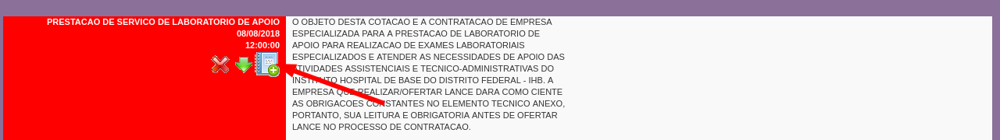 PRESTACAO DE SERVICO DE LABORATORIO DE APOIO
08/08/2018
12:00:00
O OBJETO DESTA COTACAO E A CONTRATACAO DE EMPRESA
ESPECIALIZADA PARA A PRESTACAO DE LABORATORIO DE
APOIO PARA REALIZACAO DE EXAMES LABORATORIAIS
ESPECIALIZADOS E ATENDER AS NECESSIDADES DE APOIO DAS
ATIVIDADES ASSISTENCIAIS E TECNICO-ADMINISTRATIVAS DO
INSTITUTO HOSPITAL DE BASE DO DISTRITO FEDERAL - IHB. A
EMPRESA QUE REALIZAR/OFERTAR LANCE DARA COMO CIENTE
AS OBRIGACOES CONSTANTES NO ELEMENTO TECNICO ANEXO,
PORTANTO, SUA LEITURA E OBRIGATORIA ANTES DE OFERTAR
LANCE NO PROCESSO DE CONTRATACAO.